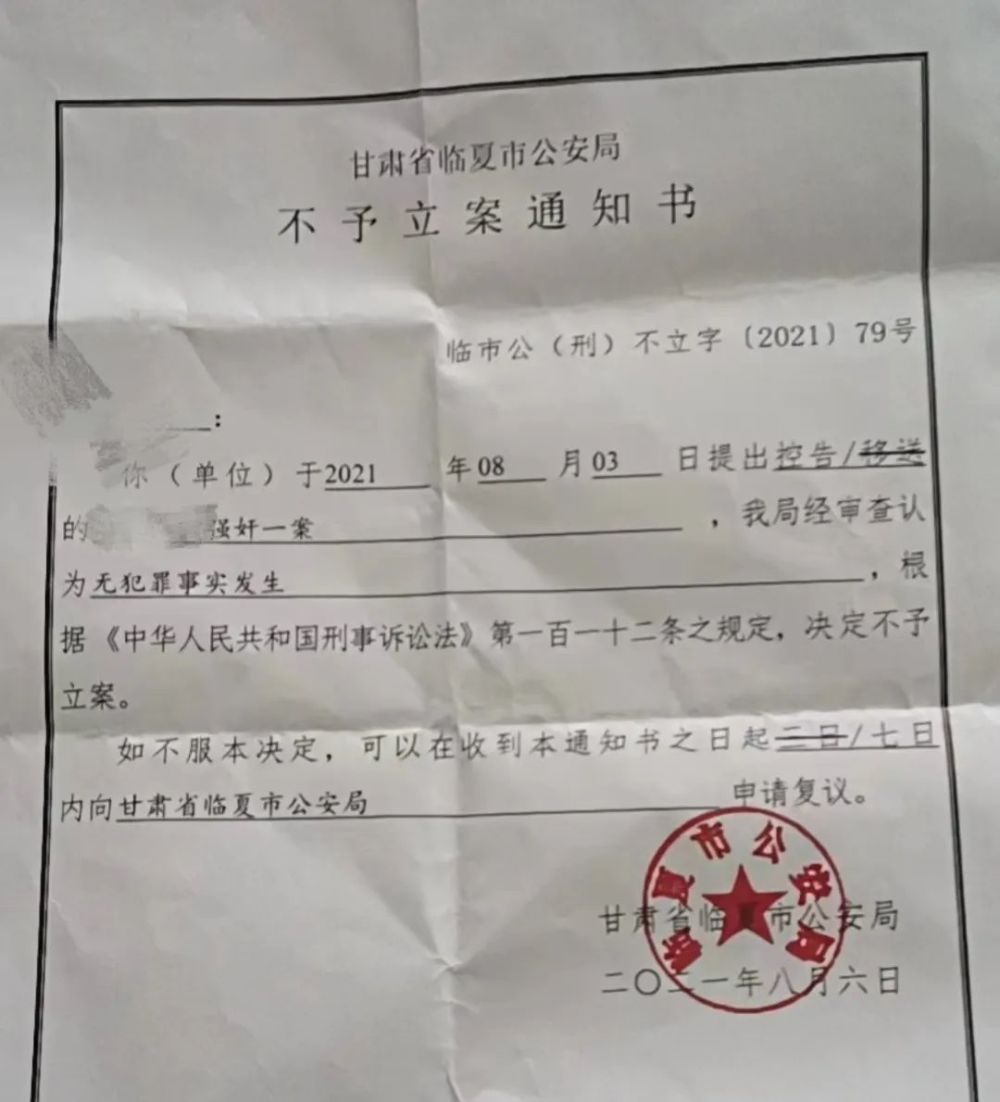 甘肃省临夏市公安局
不予立案通知书
临市公（刑）不立字〔2021〕79号
：
你（单位）于2021年08月03日提出控告/移送
的 强奸一案，我局经审查认
为无犯罪事实发生，根
据《中华人民共和国刑事诉讼法》第一百一十二条之规定，决定不予
立案。
如不服本决定，可以在收到本通知书之日起二日/七日
内向甘肃省临夏市公安局申请复议。
临夏市公安局
甘肃省临夏市公安局
二〇二一年八月六日